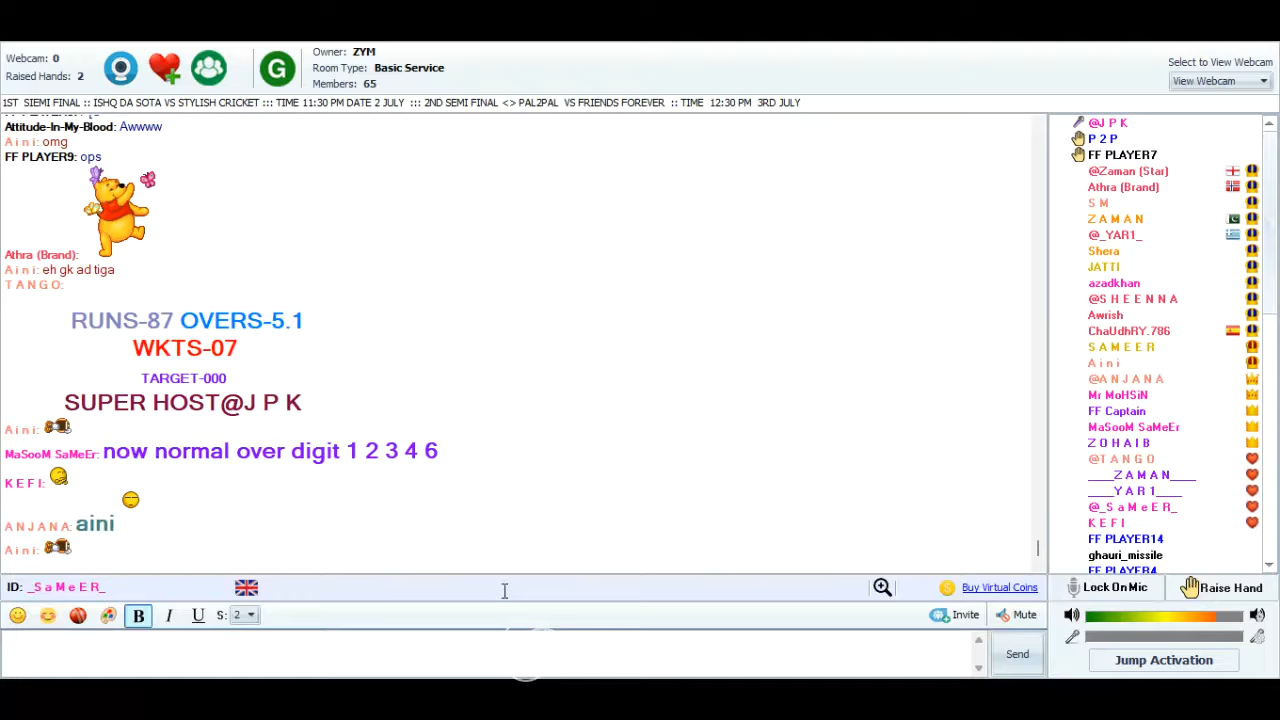 Webcam: 0
Raised Hands: 2
G
Owner: ZYM
Room Type: Basic Service
Members: 65
Select to View Webcam
View Webcam
1ST SIEMI FINAL :: ISHQ DA SOTA VS STYLISH CRICKET ::: TIME 11:30 PM DATE 2 JULY ::: 2ND SEMI FINAL <> PAL2PAL VS FRIENDS FOREVER :: TIME 12:30 PM 3RD JULY
Attitude-In-My-Blood: Awwww
A i n i: omg
FF PLAYER9: ops
Athra (Brand):
A i n i: eh gk ad tiga
T A N G O:
RUNS-87 OVERS-5.1
WKTS-07
TARGET-000
SUPER HOST@J P K
A i n i:
MaSooM SaMeEr: now normal over digit 1 2 3 4 6
K E F I:
A N J A N A: aini
A i n i:
@J P K
P 2 P
FF PLAYER7
@Zaman (Star)
Athra (Brand)
S M
Z A M A N
@_YAR1_
Shera
JATTI
azadkhan
@S H E E N N A
Awrish
ChaUdhRY.786
S A M E E R
A i n i
@A N J A N A
Mr MoHSiN
FF Captain
MaSooM SaMeEr
Z O H A I B
@T A N G O
____Z A M A N____
____Y A R 1____
@_S a M e E R_
K E F I
FF PLAYER14
ghauri_missile
FF PLAYER4
ID: _S a M e E R_
Buy Virtual Coins
Lock On Mic
Raise Hand
B I U S: 2
Invite
Mute
Send
Jump Activation